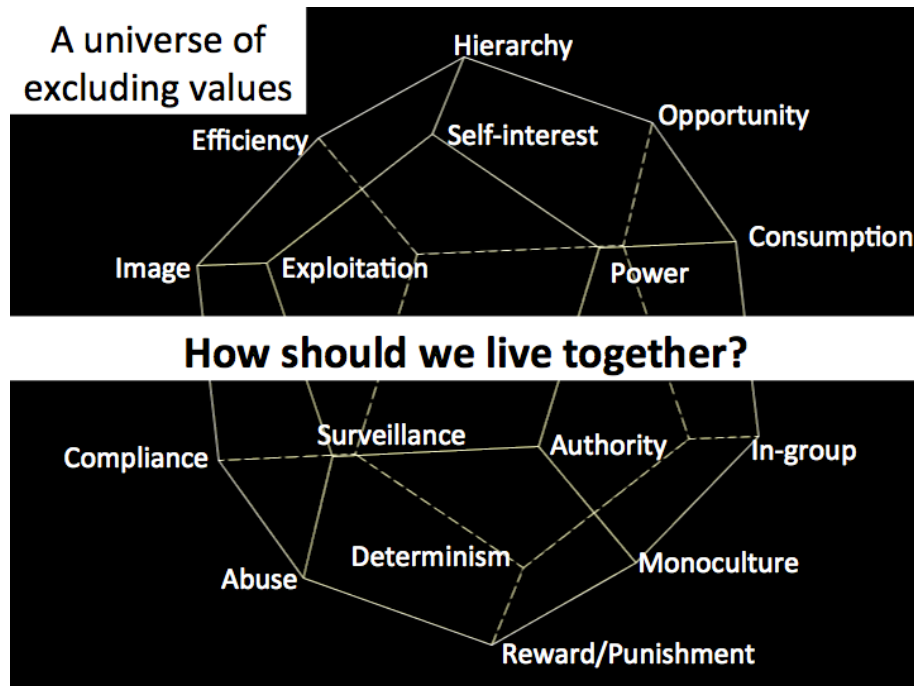 A universe of
excluding values
Hierarchy
Opportunity
Efficiency
Self-interest
Consumption
Image
Exploitation
Power
How should we live together?
Surveillance
Authority
In-group
Compliance
Determinism
Monoculture
Abuse
Reward/Punishment